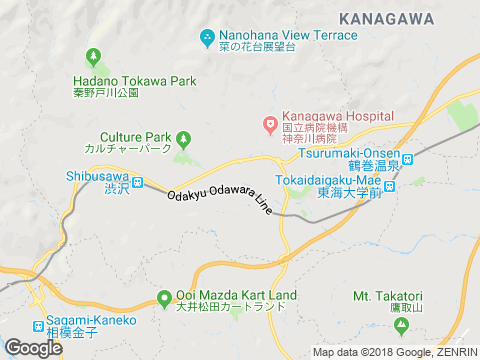 KANAGAWA
Nanohana View Terrace
菜の花台展望台
Hadano Tokawa Park
秦野戸川公園
Kanagawa Hospital
国立病院機構
神奈川病院
Culture Park
カルチャーパーク
Tsurumaki-Onsen
鶴巻温泉
Shibusawa
渋沢
Tokaidaigaku-Mae
東海大学前
Odakyu Odawara Line
Ooi Mazda Kart Land
大井松田カートランド
Mt. Takatori
鷹取山
Sagami-Kaneko
相模金子
Google
Map data ©2018 Google, ZENRIN